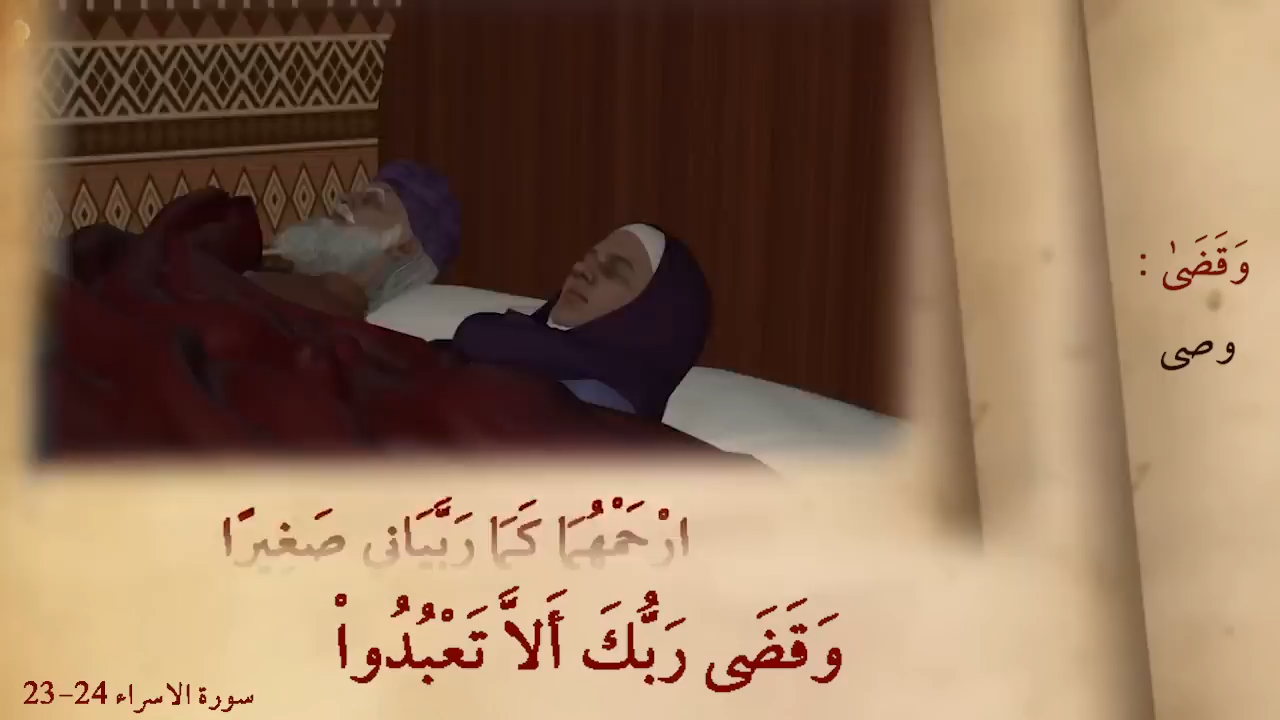 وَقَضَىٰ :
وصى
ارْحَمْهُمَا كَمَا رَبَّيَانِي صَغِيرًا
وَقَضَى رَبُّكَ أَلاَّ تَعْبُدُواْ
سورة الاسراء 24-23